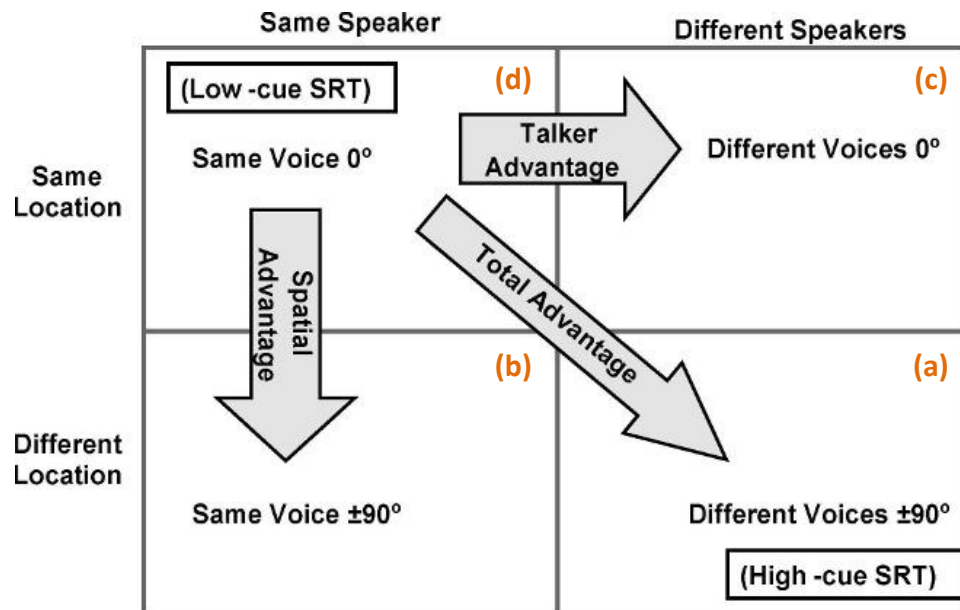 Same Speaker
Different Speakers
(Low -cue SRT)
(d)
(c)
Same Voice 0º
Talker
Advantage
Different Voices 0º
Same
Location
Spatial
Advantage
Total Advantage
(b)
(a)
Different
Location
Same Voice ±90º
Different Voices ±90º
(High -cue SRT)